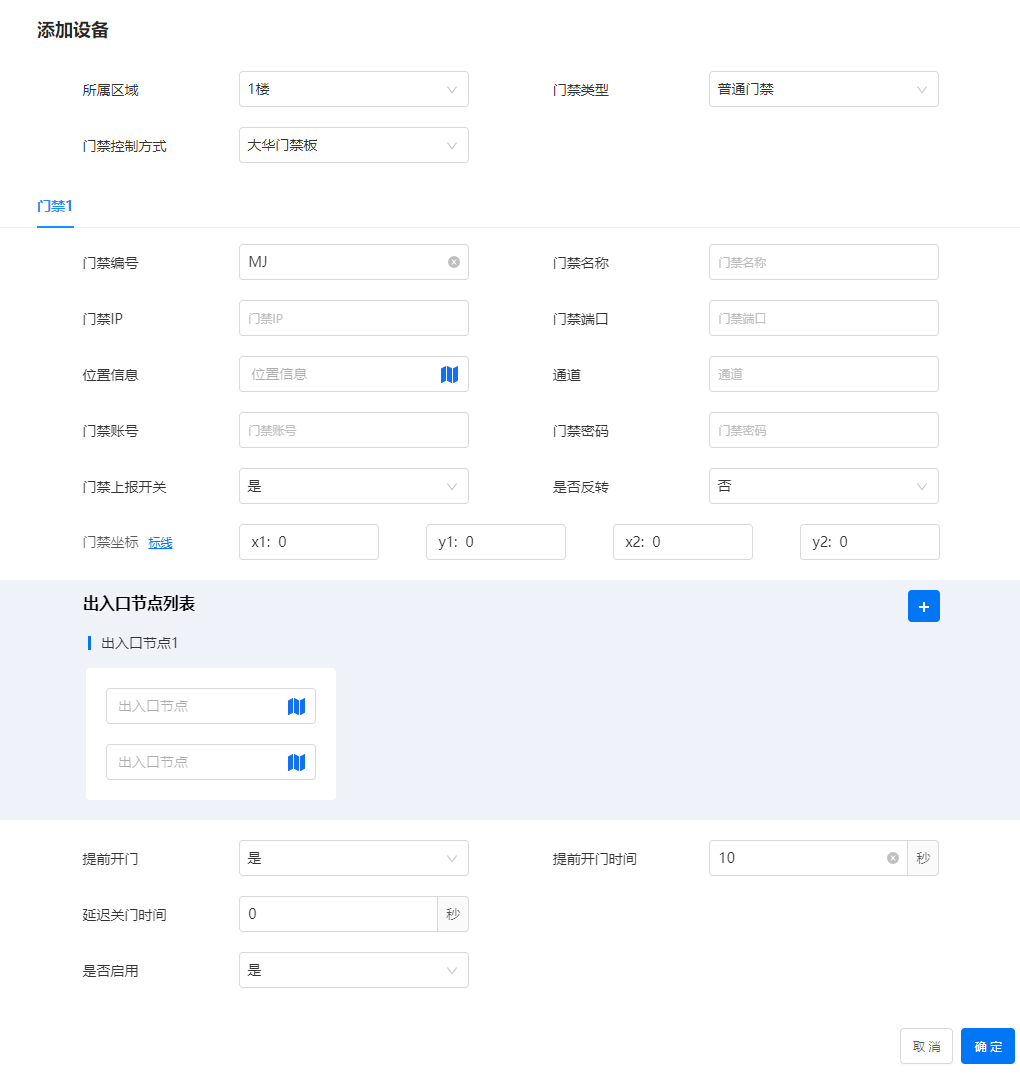 添加设备
所属区域 1楼 门禁类型 普通门禁
门禁控制方式 大华门禁板
门禁1
门禁编号 MJ 门禁名称 门禁名称
门禁IP 门禁IP 门禁端口 门禁端口
位置信息 位置信息 通道 通道
门禁账号 门禁账号 门禁密码 门禁密码
门禁上报开关 是 是否反转 否
门禁坐标 标线 x1: 0 y1: 0 x2: 0 y2: 0
出入口节点列表 +
出入口节点1
出入口节点
出入口节点
提前开门 是 提前开门时间 10 秒
延迟关门时间 0 秒
是否启用 是
取消 确定